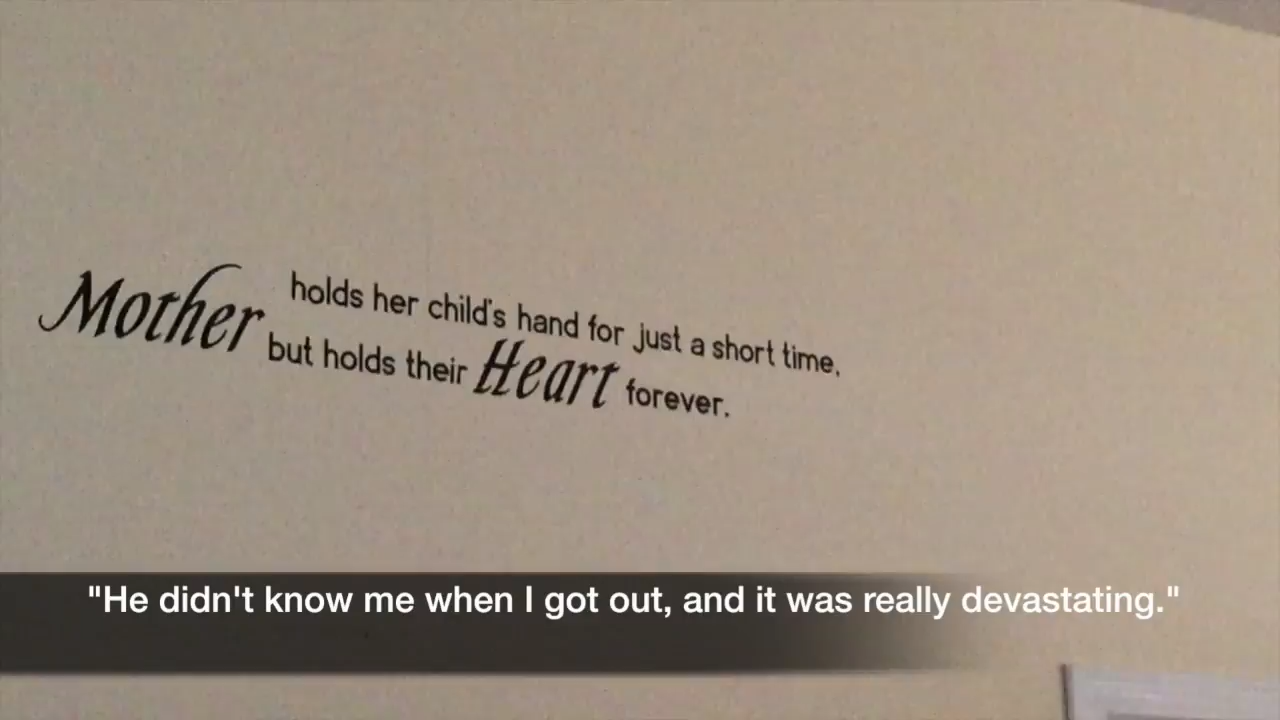 Mother holds her child's hand for just a short time,
but holds their Heart forever.
"He didn't know me when I got out, and it was really devastating."